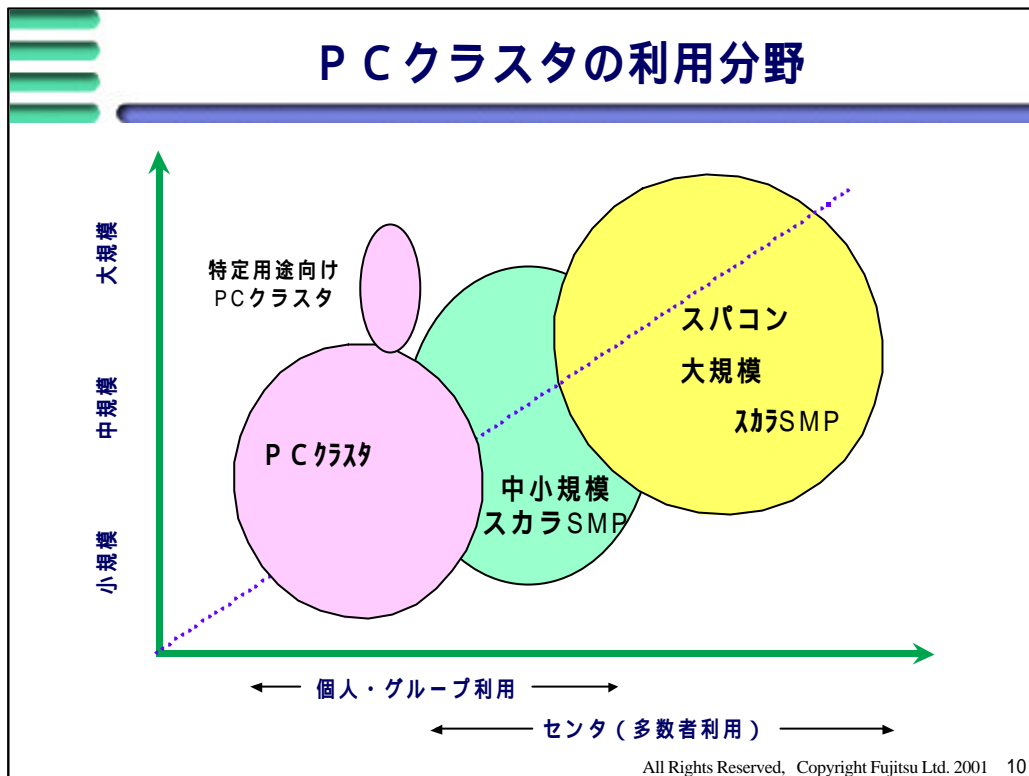 ＰＣクラスタの利用分野
大規模
中規模
小規模
特定用途向け
PCクラスタ
ＰＣｸﾗｽﾀ
中小規模
スカラSMP
スパコン
大規模
ｽｶﾗSMP
個人・グループ利用
センタ（多数者利用）
All Rights Reserved, Copyright Fujitsu Ltd. 2001 10